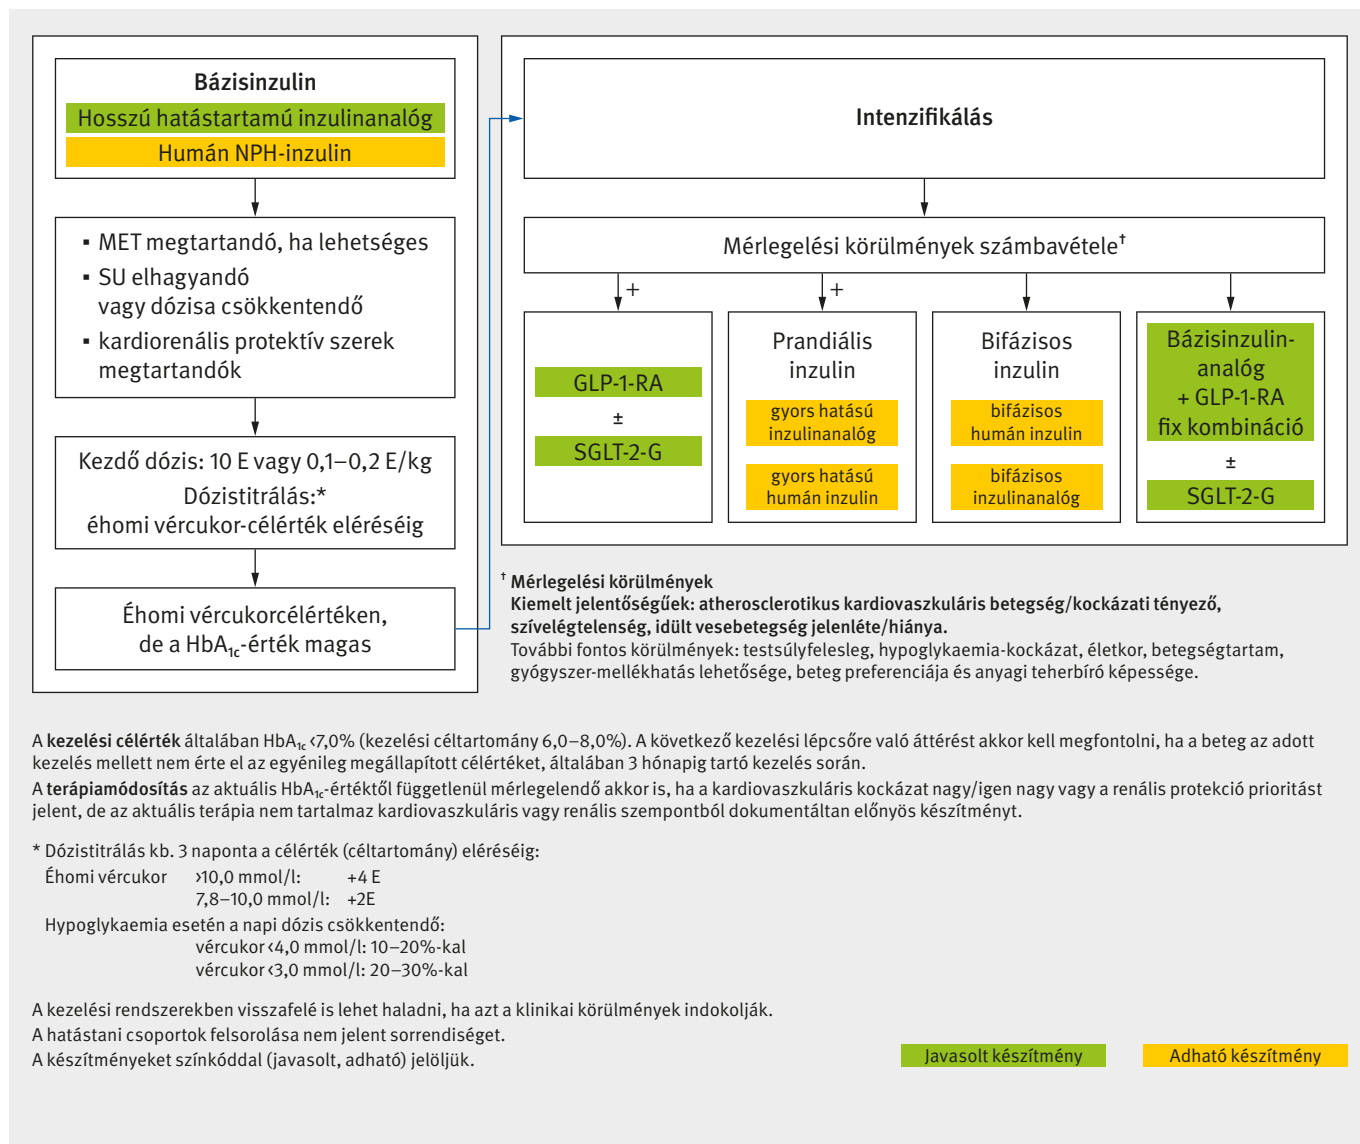 Bázisinzulin
Hosszú hatástartamú inzulinanalóg
Humán NPH-inzulin
▪ MET megtartandó, ha lehetséges
▪ SU elhagyandó
vagy dózisa csökkentendő
▪ kardiorenális protektív szerek
megtartandók
Kezdő dózis: 10 E vagy 0,1–0,2 E/kg
Dózistitrálás:*
éhomi vércukor-célérték eléréséig
Éhomi vércukorcélértéken,
de a HbA1c-érték magas
Intenzifikálás
Mérlegelési körülmények számbavétele†
+
+
GLP-1-RA
±
SGLT-2-G
Prandiális
inzulin
gyors hatású
inzulinanalóg
gyors hatású
humán inzulin
Bifázisos
inzulin
bifázisos
humán inzulin
bifázisos
inzulinanalóg
Bázisinzulin-
analóg
+ GLP-1-RA
fix kombináció
±
SGLT-2-G
† Mérlegelési körülmények
Kiemelt jelentőségűek: atherosclerotikus kardiovaszkuláris betegség/kockázati tényező,
szívelégtelenség, idült vesebetegség jelenléte/hiánya.
További fontos körülmények: testsúlyfelesleg, hypoglykaemia-kockázat, életkor, betegségtartam,
gyógyszer-mellékhatás lehetősége, beteg preferenciája és anyagi teherbíró képessége.
A kezelési célérték általában HbA1c <7,0% (kezelési céltartomány 6,0–8,0%). A következő kezelési lépcsőre való áttérést akkor kell megfontolni, ha a beteg az adott
kezelés mellett nem érte el az egyénileg megállapított célértéket, általában 3 hónapig tartó kezelés során.
A terápiamódosítás az aktuális HbA1c-értéktől függetlenül mérlegelendő akkor is, ha a kardiovaszkuláris kockázat nagy/igen nagy vagy a renális protekció prioritást
jelent, de az aktuális terápia nem tartalmaz kardiovaszkuláris vagy renális szempontból dokumentáltan előnyös készítményt.
* Dózistitrálás kb. 3 naponta a célérték (céltartomány) eléréséig:
Éhomi vércukor >10,0 mmol/l: +4 E
7,8–10,0 mmol/l: +2E
Hypoglykaemia esetén a napi dózis csökkentendő:
vércukor <4,0 mmol/l: 10–20%-kal
vércukor <3,0 mmol/l: 20–30%-kal
A kezelési rendszerekben visszafelé is lehet haladni, ha azt a klinikai körülmények indokolják.
A hatástani csoportok felsorolása nem jelent sorrendiséget.
A készítményeket színkóddal (javasolt, adható) jelöljük.
Javasolt készítmény
Adható készítmény